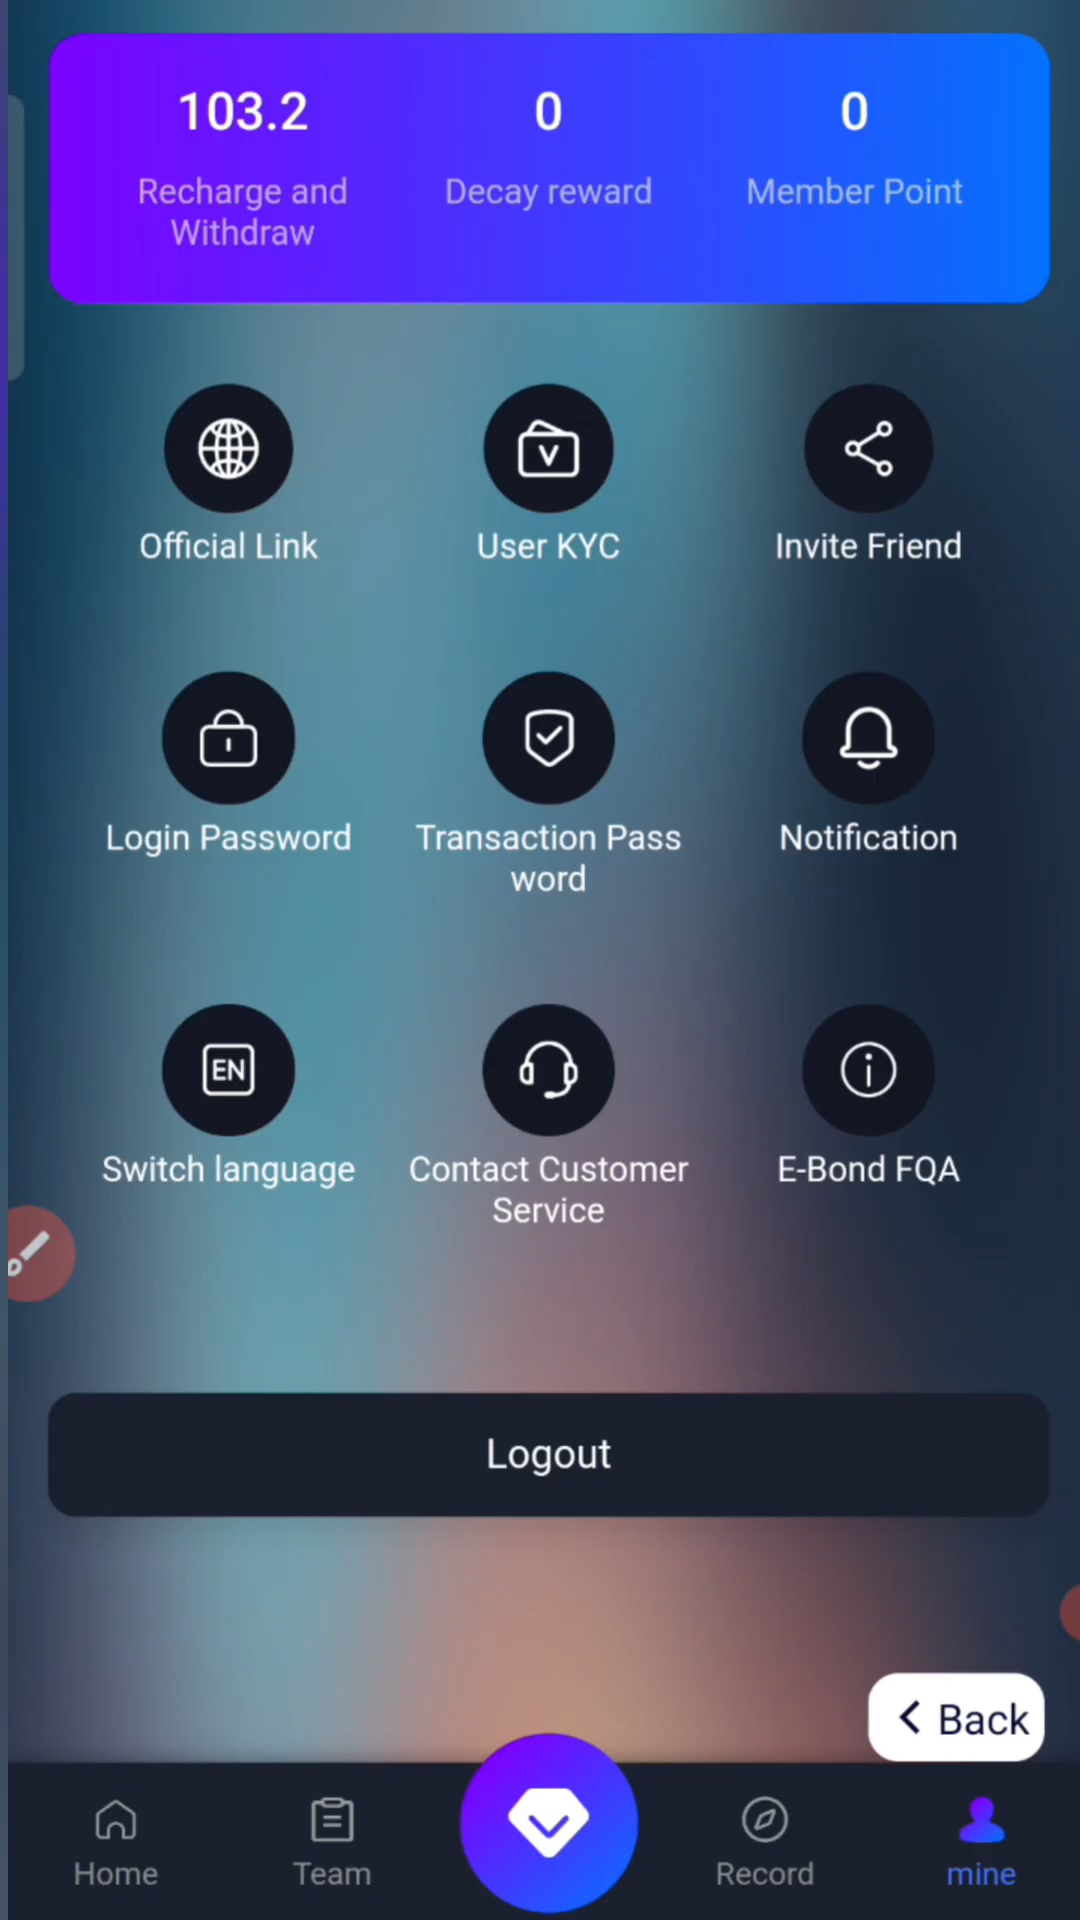 103.2 0 0
Recharge and Decay reward Member Point
Withdraw
V
Official Link User KYC Invite Friend
Login Password Transaction Pass Notification
word
EN
Switch language Contact Customer E-Bond FQA
Service
Logout
Back
Home Team Record mine